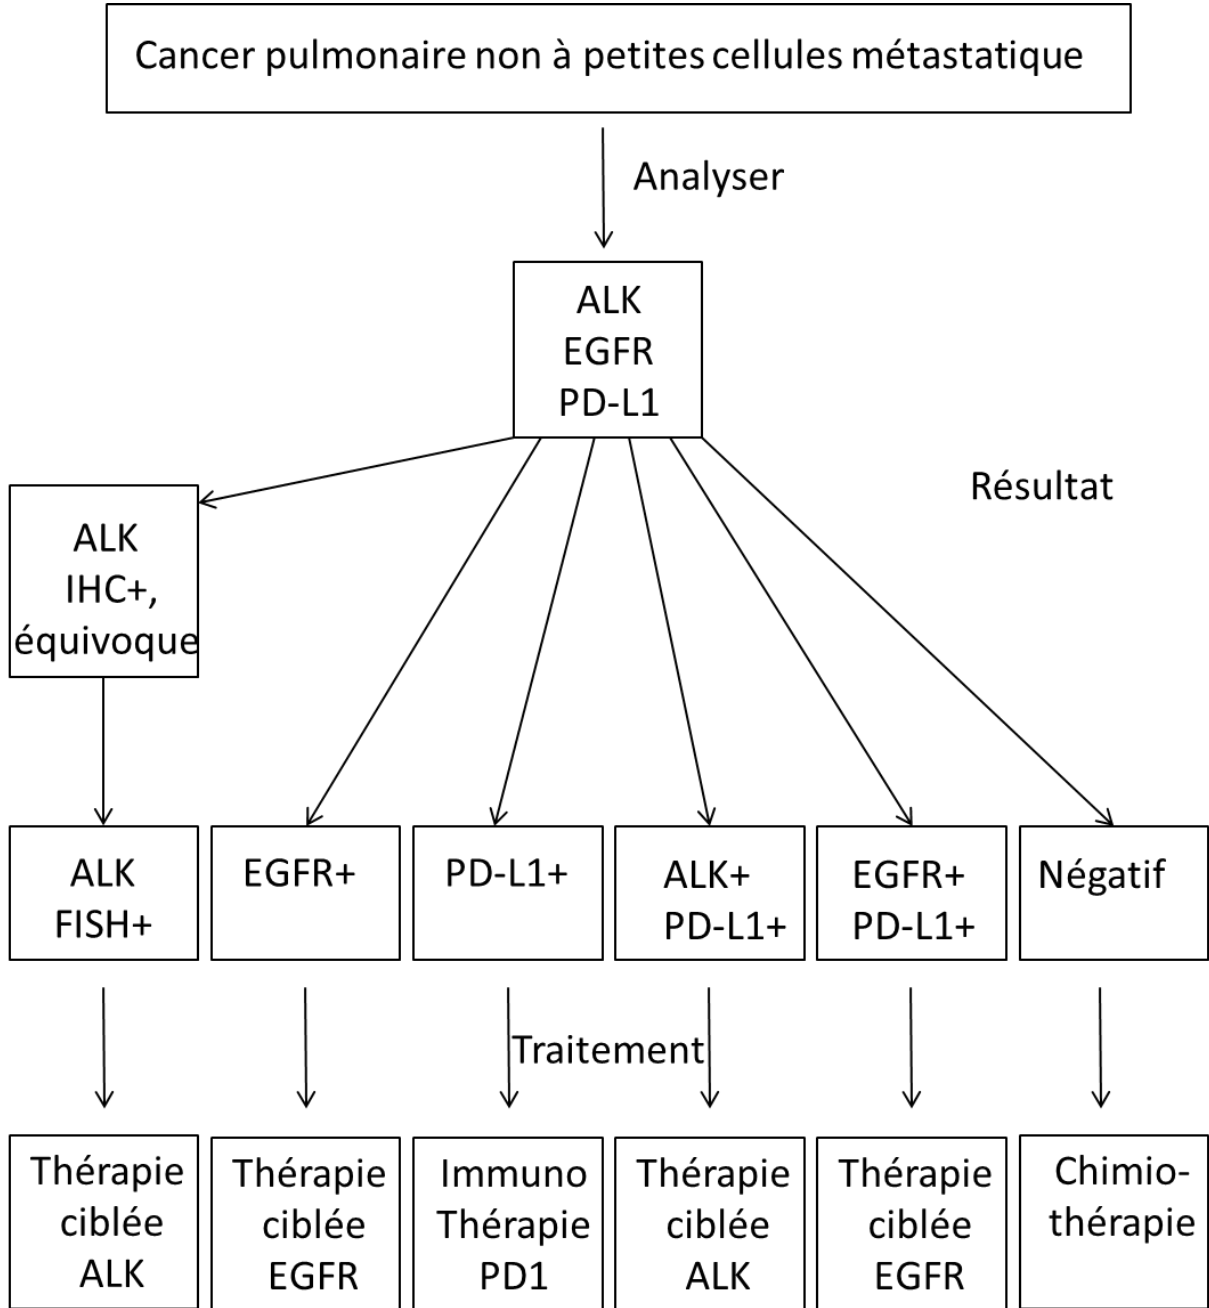 Cancer pulmonaire non à petites cellules métastatique
Analyser
ALK
EGFR
PD-L1
Résultat
ALK
IHC+,
équivoque
ALK
FISH+
EGFR+
PD-L1+
ALK+
PD-L1+
EGFR+
PD-L1+
Négatif
Traitement
Thérapie
ciblée
ALK
Thérapie
ciblée
EGFR
Immuno
Thérapie
PD1
Thérapie
ciblée
ALK
Thérapie
ciblée
EGFR
Chimio-
thérapie